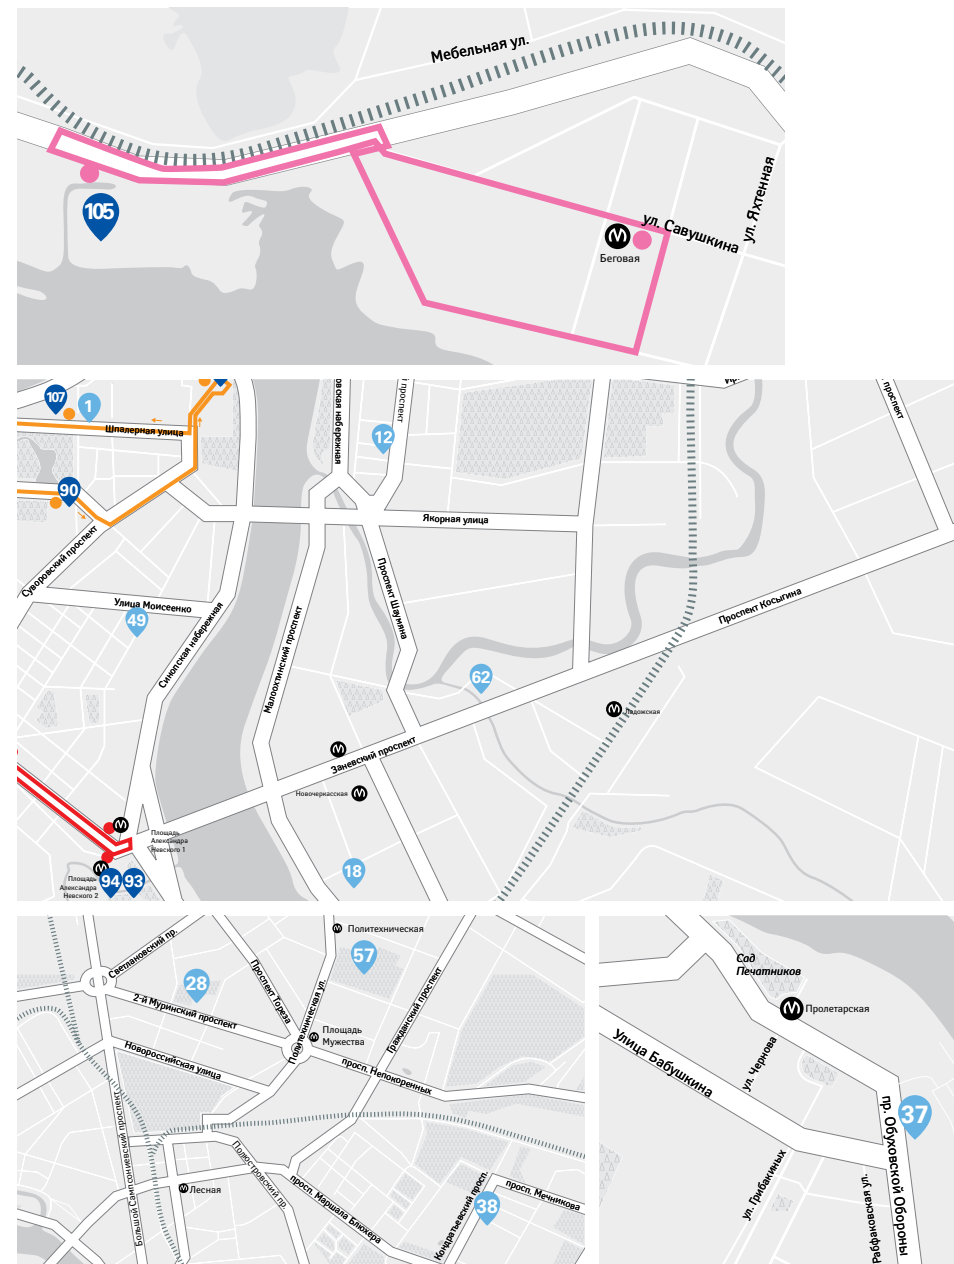 Мебельная ул.
105
ул. Савушкина
ул. Яхтенная
Беговая
107
1
Шпалерная улица
90
Суворовский проспект
Улица Моисеенко
49
Синопская набережная
овская набережная
проспект
12
Якорная улица
Проспект Шаумяна
Малоохтинский проспект
62
Проспект Косыгина
проспект
Ладожская
Заневский проспект
Новочеркасская
Площадь
Александра
Невского 1
Площадь
Александра
Невского 2
94
93
18
Светлановский пр.
28
2-й Муринский проспект
Проспект Тореза
Политехническая
57
Политехническая ул.
Площадь
Мужества
Гражданский проспект
Новороссийская улица
просп. Непокоренных
Большой Сампсониевский проспект
Полюстровский пр.
Лесная
просп. Маршала Блюхера
Кондратьевский просп.
просп. Мечникова
38
Сад
Печатников
Пролетарская
Улица Бабушкина
ул. Чернова
37
пр. Обуховской Обороны
ул. Грибакиных
Рабфаковская ул.